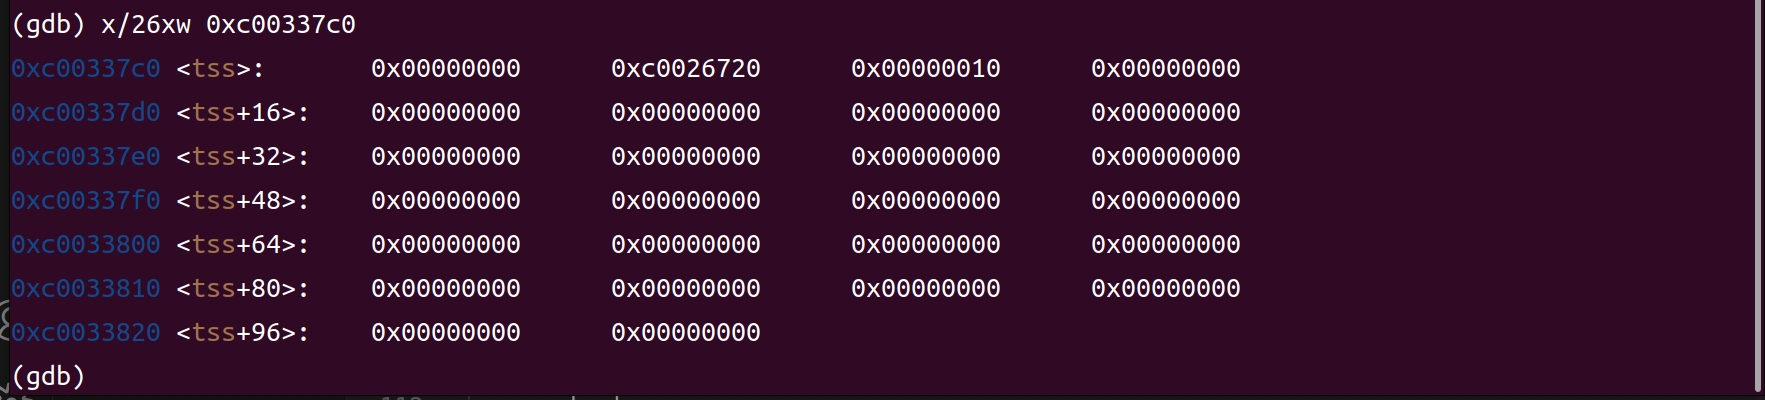 (gdb) x/26xw 0xc00337c0
0xc00337c0 <tss>: 0x00000000 0xc0026720 0x00000010 0x00000000
0xc00337d0 <tss+16>: 0x00000000 0x00000000 0x00000000 0x00000000
0xc00337e0 <tss+32>: 0x00000000 0x00000000 0x00000000 0x00000000
0xc00337f0 <tss+48>: 0x00000000 0x00000000 0x00000000 0x00000000
0xc0033800 <tss+64>: 0x00000000 0x00000000 0x00000000 0x00000000
0xc0033810 <tss+80>: 0x00000000 0x00000000 0x00000000 0x00000000
0xc0033820 <tss+96>: 0x00000000 0x00000000
(gdb)